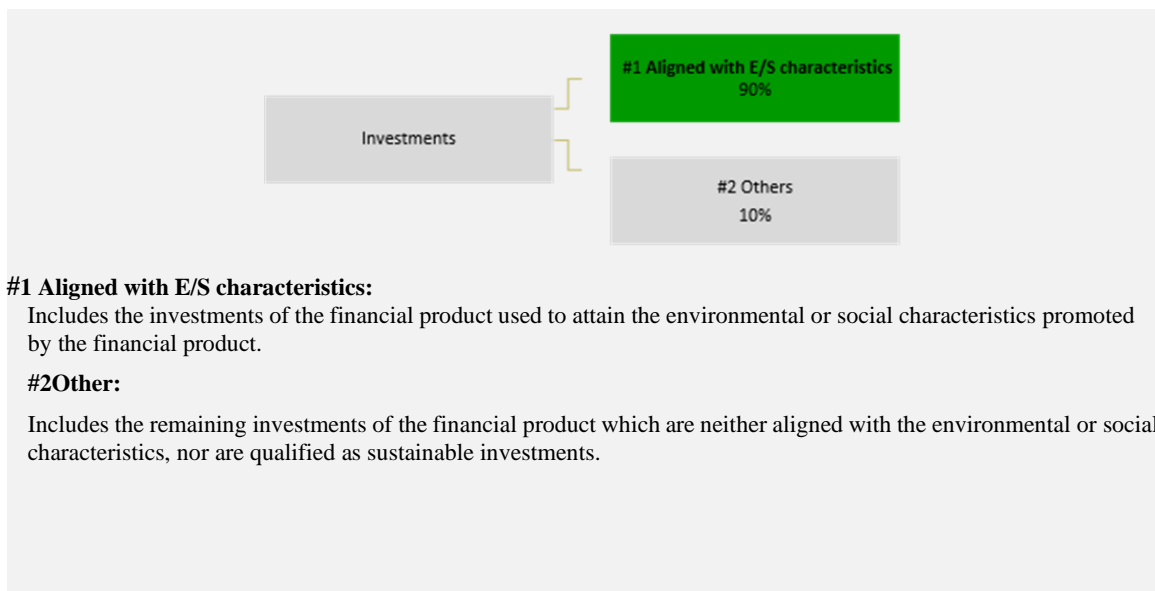 #1 Aligned with E/S characteristics
90%
Investments
#2 Others
10%
#1 Aligned with E/S characteristics:
Includes the investments of the financial product used to attain the environmental or social characteristics promoted
by the financial product.
#2Other:
Includes the remaining investments of the financial product which are neither aligned with the environmental or social
characteristics, nor are qualified as sustainable investments.